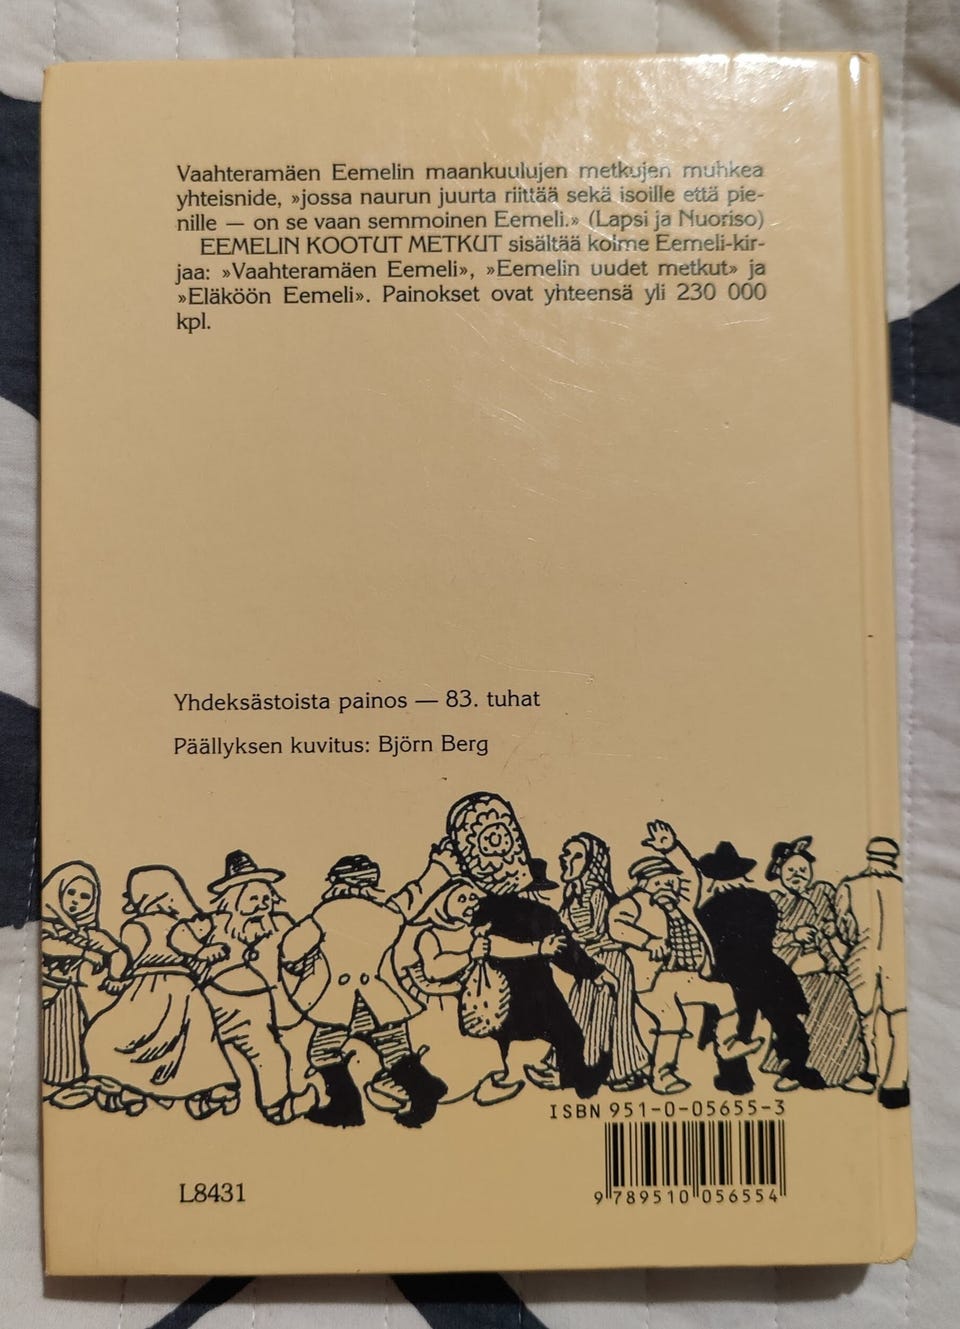 Vaahteramäen Eemelin maankuulujen metkujen muhkea
yhteisnide, »jossa naurun juurta riittää sekä isoille että pie-
nille — on se vaan semmoinen Eemeli.» (Lapsi ja Nuoriso)
EEMELIN KOOTUT METKUT sisältää kolme Eemeli-kir-
jaa: »Vaahteramäen Eemeli», »Eemelin uudet metkut» ja
»Eläköön Eemeli». Painokset ovat yhteensä yli 230 000
kpl.
Yhdeksästoista painos — 83. tuhat
Päällyksen kuvitus: Björn Berg
ISBN 951-0-05655-3
9 789510 056554
L8431